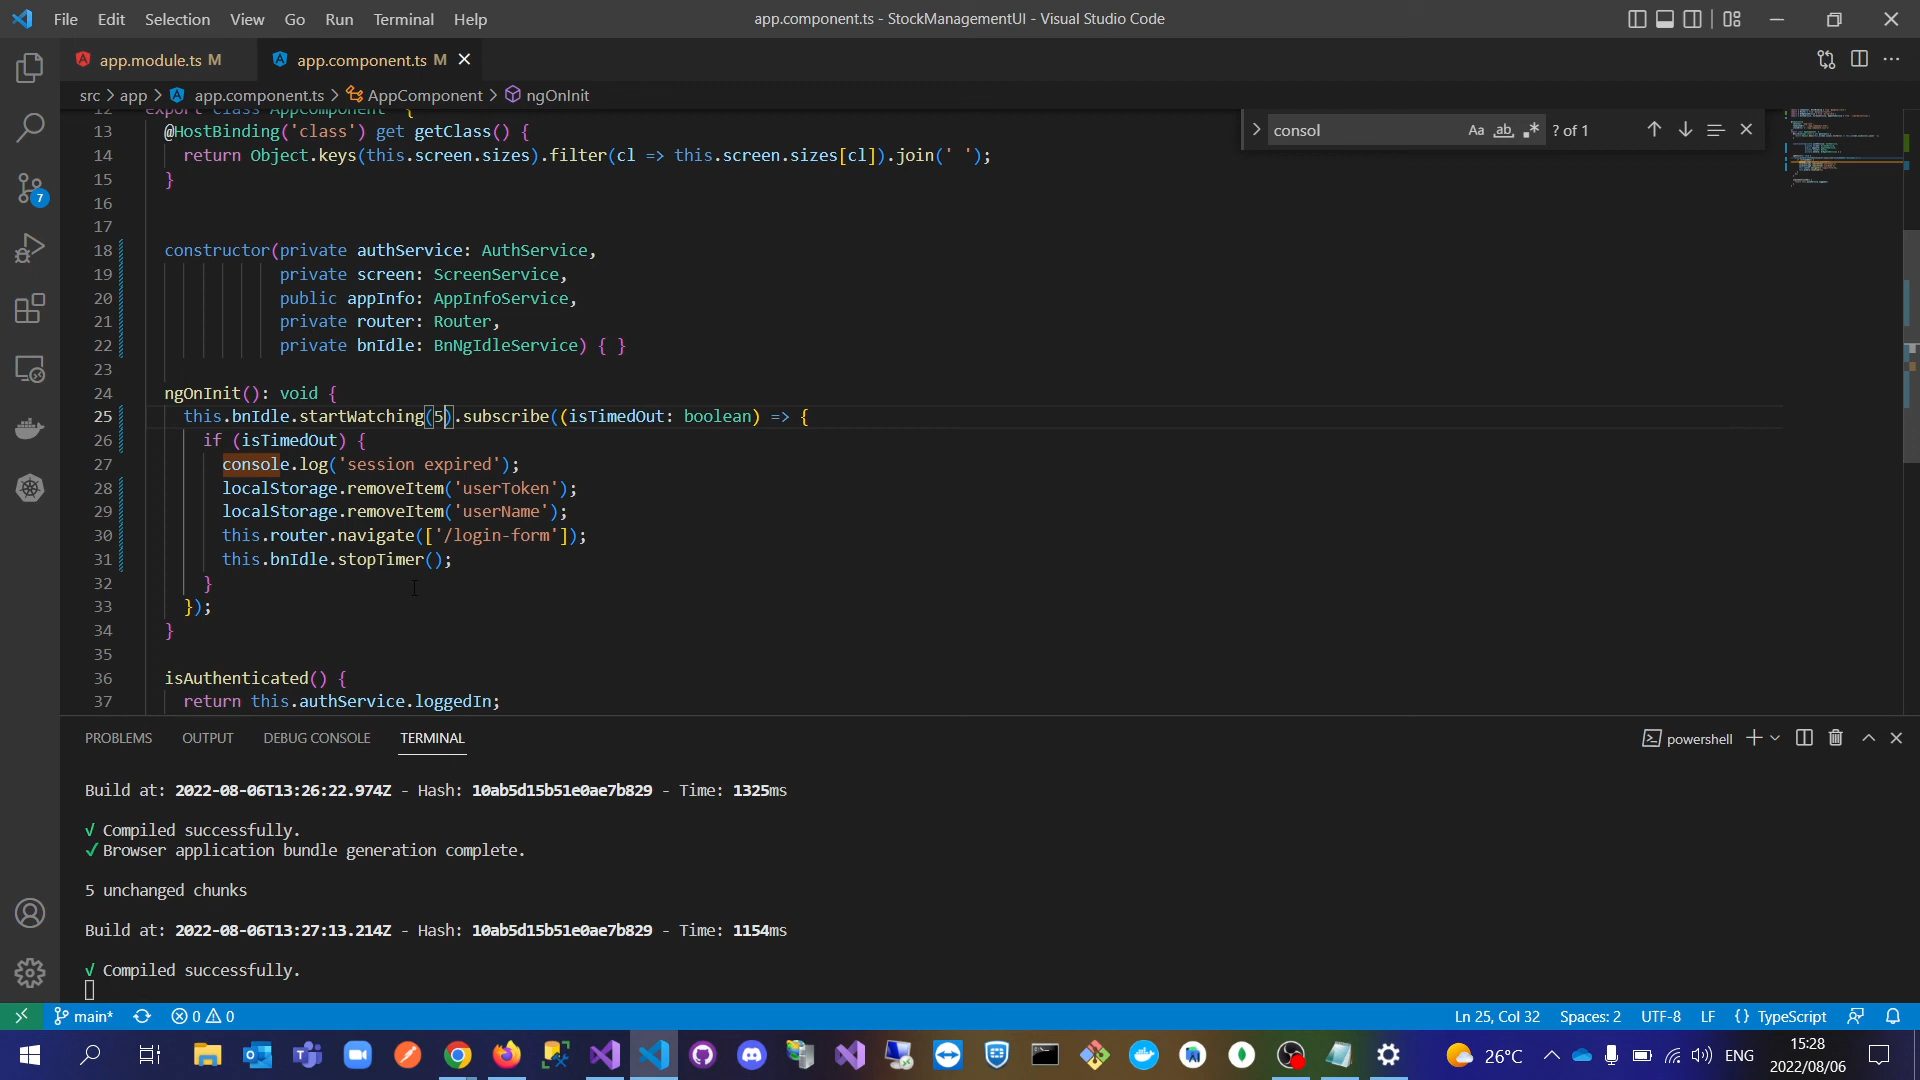 File Edit Selection View Go Run Terminal Help
app.component.ts - StockManagementUI - Visual Studio Code
app.module.ts M
app.component.ts M
src > app > app.component.ts > AppComponent > ngOnInit
consol
Aa ab ? of 1
12 export class AppComponent {
13 @HostBinding('class') get getClass() {
14 return Object.keys(this.screen.sizes).filter(cl => this.screen.sizes[cl]).join(' ');
15 }
16
17
18 constructor(private authService: AuthService,
19 private screen: ScreenService,
20 public appInfo: AppInfoService,
21 private router: Router,
22 private bnIdle: BnNgIdleService) { }
23
24 ngOnInit(): void {
25 this.bnIdle.startWatching(5).subscribe((isTimedOut: boolean) => {
26 if (isTimedOut) {
27 console.log('session expired');
28 localStorage.removeItem('userToken');
29 localStorage.removeItem('userName');
30 this.router.navigate(['/login-form']);
31 this.bnIdle.stopTimer();
32 }
33 });
34 }
35
36 isAuthenticated() {
37 return this.authService.loggedIn;
7
PROBLEMS OUTPUT DEBUG CONSOLE TERMINAL
powershell
Build at: 2022-08-06T13:26:22.974Z - Hash: 10ab5d15b51e0ae7b829 - Time: 1325ms
√ Compiled successfully.
✓ Browser application bundle generation complete.
5 unchanged chunks
Build at: 2022-08-06T13:27:13.214Z - Hash: 10ab5d15b51e0ae7b829 - Time: 1154ms
√ Compiled successfully.
main* 0 0
Ln 25, Col 32 Spaces: 2 UTF-8 LF {} TypeScript
26°C ENG
15:28
2022/08/06